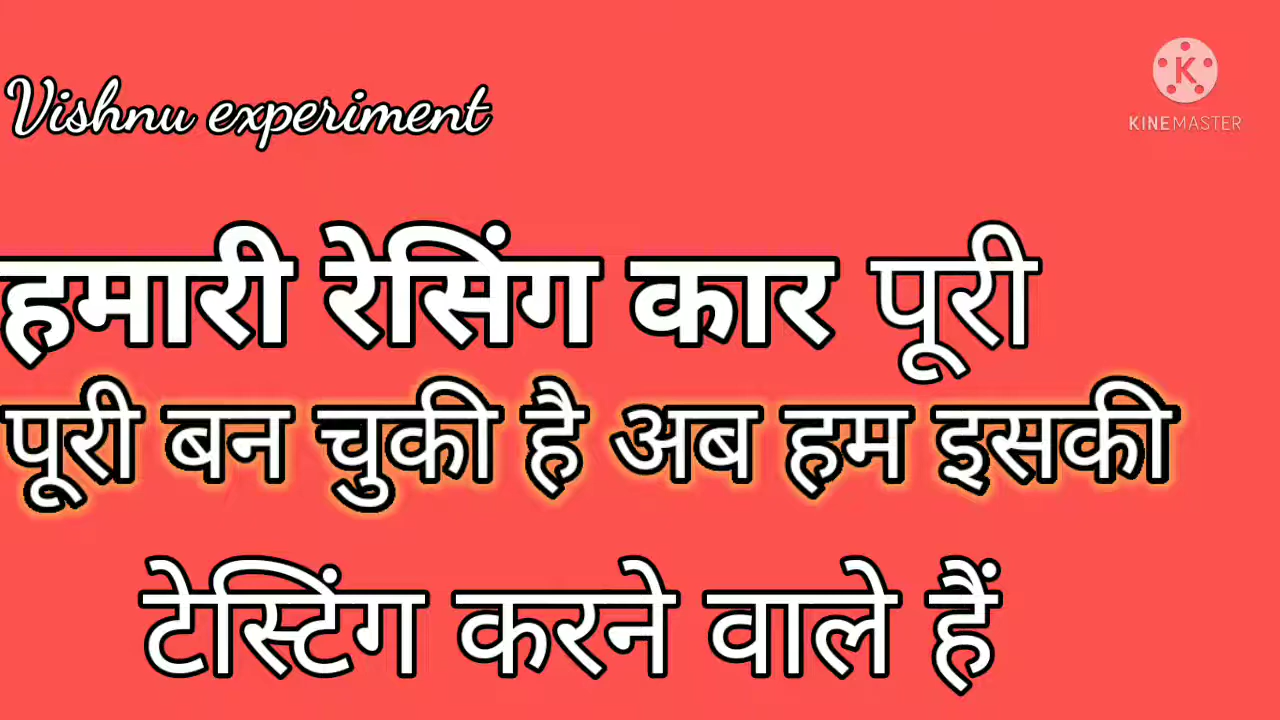 Vishnu experiment
KINEMASTER
हमारी रेसिंग कार पूरी
पूरी बन चुकी है अब हम इसकी
टेस्टिंग करने वाले हैं